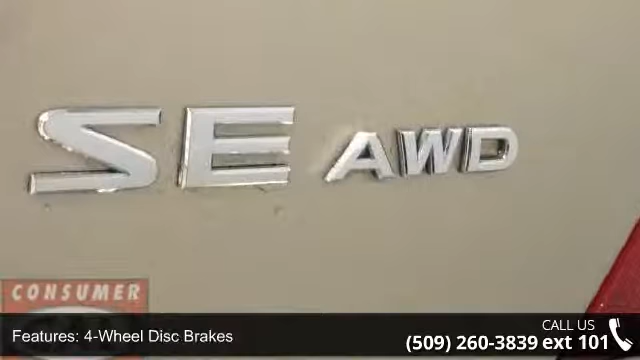 SE AWD
CONSUMER
Features: 4-Wheel Disc Brakes
CALL US
(509) 260-3839 ext 101